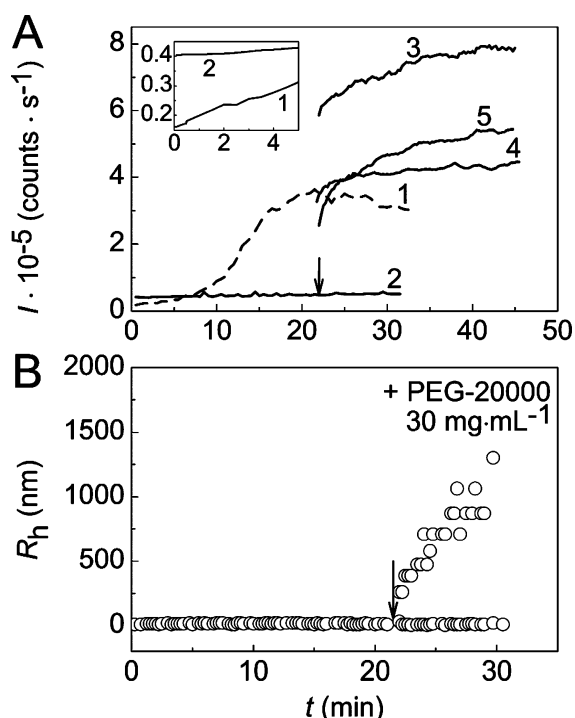 A
I · 10⁻⁵ (counts · s⁻¹)
8
6
4
2
0
0.4
0.3
0.2
2
1
0 2 4
3
5
4
1
2
0 10 20 30 40 50
B
Rh (nm)
2000
1500
1000
500
0
+ PEG-20000
30 mg·mL⁻¹
0 10 20 30
t (min)